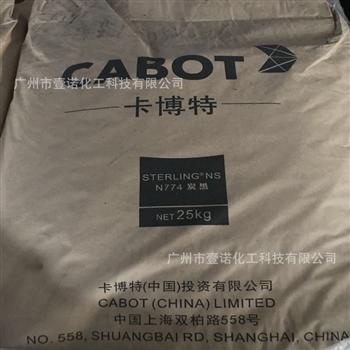 CABOT
广州市壹诺化工科技有限公司
卡博特
STERLING®NS
N774 炭黑
NET 25kg
广州市壹诺化工科技有限公司
卡博特(中国)投资有限公司
CABOT (CHINA) LIMITED
中国上海双柏路558号
NO. 558, SHUANGBAI RD, SHANGHAI, CHINA